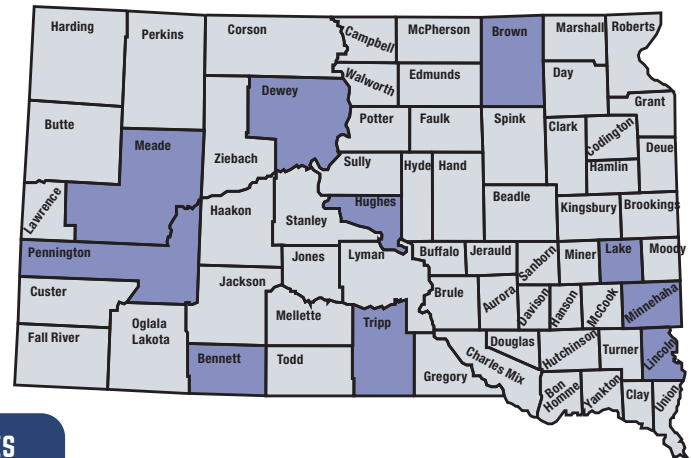 Harding
Perkins
Corson
Campbell
McPherson
Brown
Marshall
Roberts
Walworth
Edmunds
Day
Dewey
Grant
Butte
Potter
Faulk
Spink
Clark
Codington
Meade
Ziebach
Deue
Sully
Hyde
Hand
Hamlin
Lawrence
Haakon
Stanley
Hughes
Beadle
Kingsbury
Brookings
Pennington
Jones
Lyman
Buffalo
Jerauld
Sanborn
Miner
Lake
Moody
Custer
Jackson
Brule
Aurora
Davison
Hanson
McCook
Minnehaha
Fall River
Oglala
Lakota
Mellette
Tripp
Douglas
Hutchinson
Turner
Lincoln
Bennett
Todd
Gregory
Charles Mix
Bon
Homme
Yankton
Clay
Union
ES